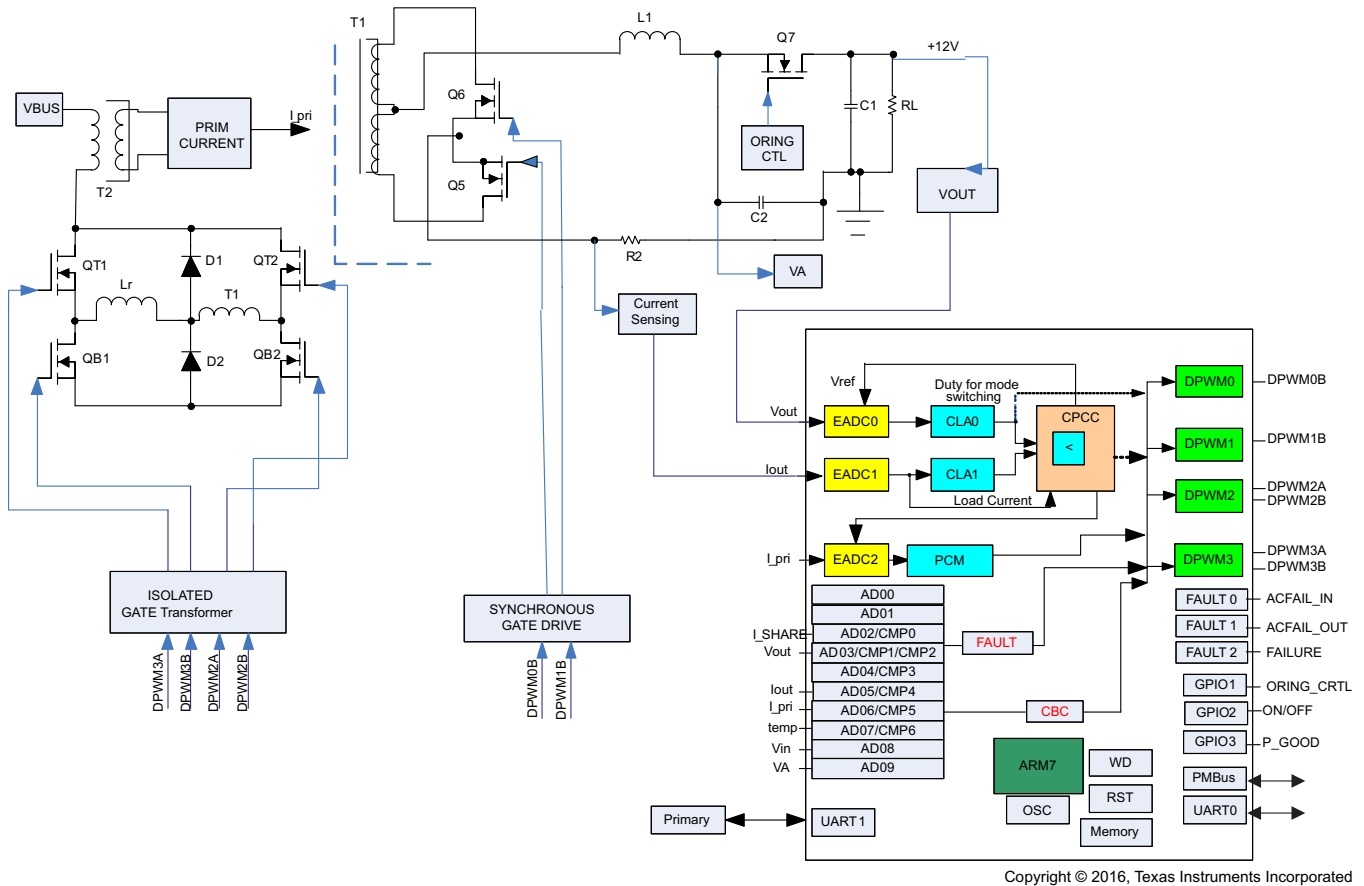 T1
L1
Q7
+12V
VBUS
PRIM
CURRENT
I_pri
T2
Q6
Q5
C1
RL
ORING
CTL
VOUT
C2
R2
VA
QT1
D1
QT2
Lr
T1
QB1
D2
QB2
Current
Sensing
Vref
Duty for mode
switching
Vout
EADC0
CLA0
CPCC
<
Iout
EADC1
CLA1
Load Current
I_pri
EADC2
PCM
DPWM0
DPWM0B
DPWM1
DPWM1B
DPWM2
DPWM2A
DPWM2B
DPWM3
DPWM3A
DPWM3B
ISOLATED
GATE Transformer
DPWM3A
DPWM3B
DPWM2A
DPWM2B
SYNCHRONOUS
GATE DRIVE
DPWM0B
DPWM1B
AD00
AD01
I_SHARE
AD02/CMP0
Vout
AD03/CMP1/CMP2
AD04/CMP3
Iout
AD05/CMP4
I_pri
AD06/CMP5
temp
AD07/CMP6
Vin
AD08
VA
AD09
FAULT
CBC
FAULT 0
ACFAIL_IN
FAULT 1
ACFAIL_OUT
FAULT 2
FAILURE
GPIO1
ORING_CRTL
GPIO2
ON/OFF
GPIO3
P_GOOD
ARM7
WD
PMBus
OSC
RST
UART0
Memory
Primary
UART 1
Copyright © 2016, Texas Instruments Incorporated